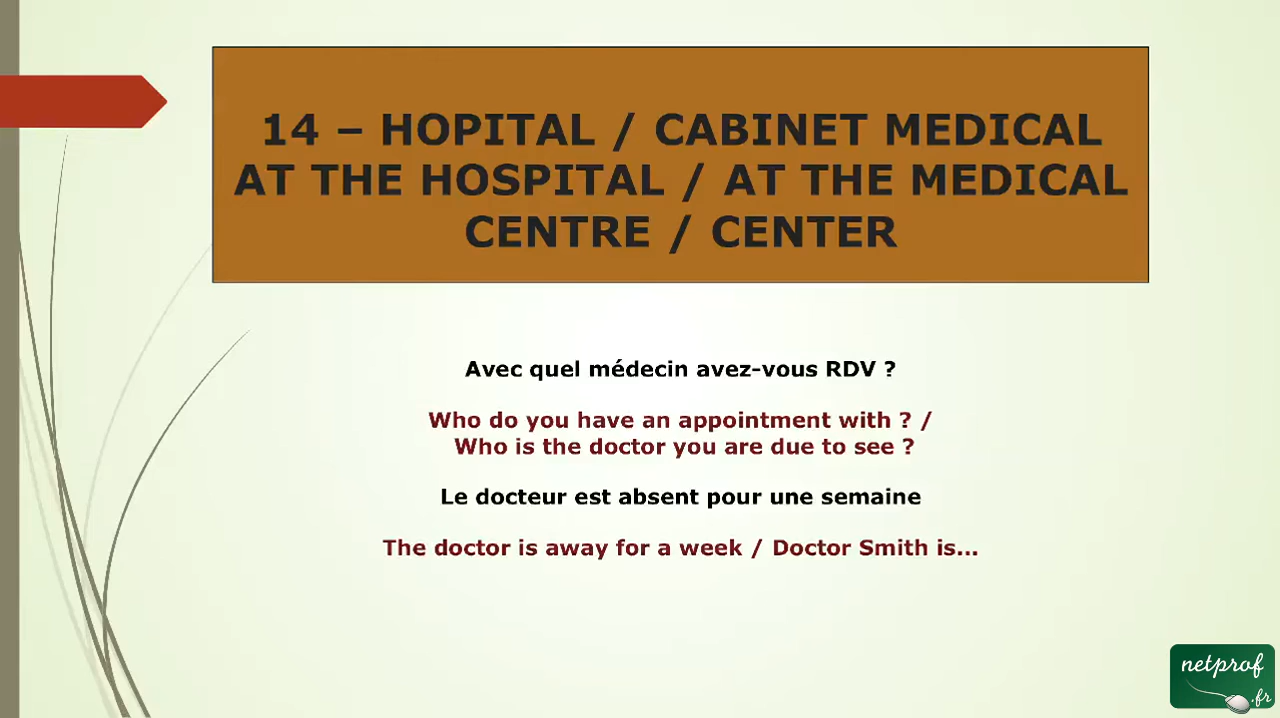 14 – HOPITAL / CABINET MEDICAL
AT THE HOSPITAL / AT THE MEDICAL
CENTRE / CENTER
Avec quel médecin avez-vous RDV ?
Who do you have an appointment with ? /
Who is the doctor you are due to see ?
Le docteur est absent pour une semaine
The doctor is away for a week / Doctor Smith is...
netprof
.fr